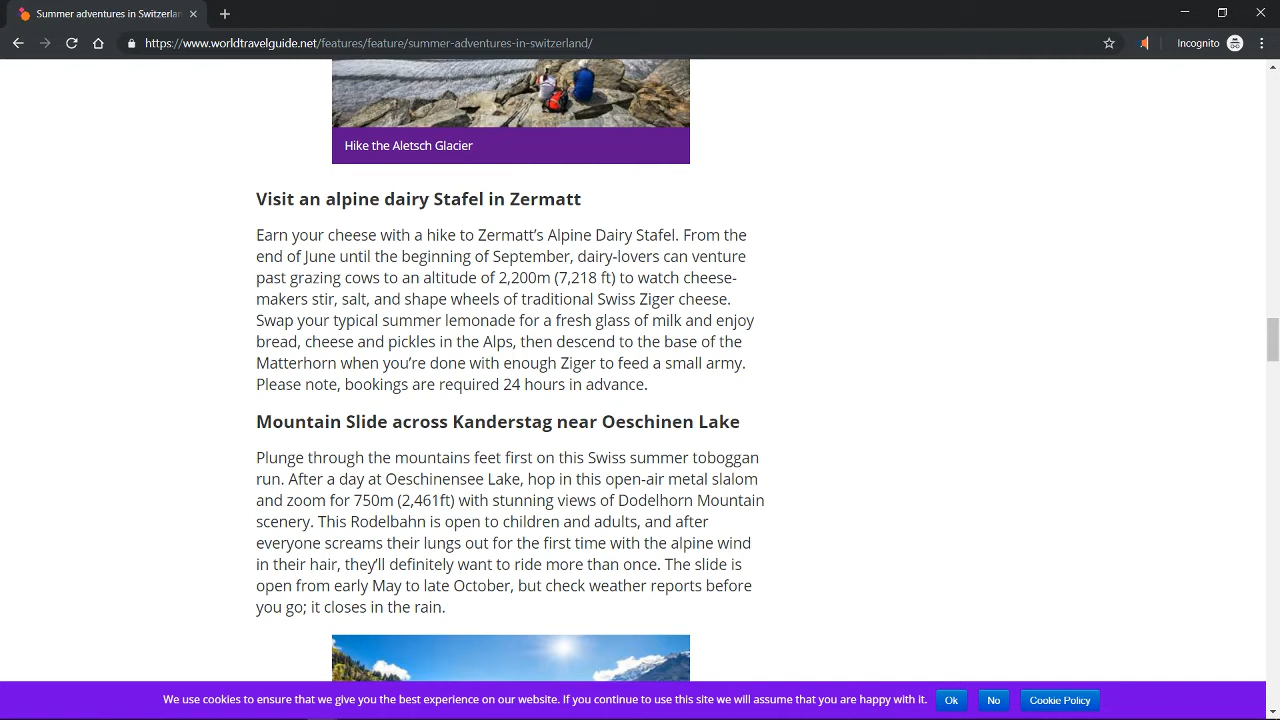 Summer adventures in Switzerlan
https://www.worldtravelguide.net/features/feature/summer-adventures-in-switzerland/
Incognito
Hike the Aletsch Glacier
Visit an alpine dairy Stafel in Zermatt
Earn your cheese with a hike to Zermatt’s Alpine Dairy Stafel. From the
end of June until the beginning of September, dairy-lovers can venture
past grazing cows to an altitude of 2,200m (7,218 ft) to watch cheese-
makers stir, salt, and shape wheels of traditional Swiss Ziger cheese.
Swap your typical summer lemonade for a fresh glass of milk and enjoy
bread, cheese and pickles in the Alps, then descend to the base of the
Matterhorn when you’re done with enough Ziger to feed a small army.
Please note, bookings are required 24 hours in advance.
Mountain Slide across Kanderstag near Oeschinen Lake
Plunge through the mountains feet first on this Swiss summer toboggan
run. After a day at Oeschinensee Lake, hop in this open-air metal slalom
and zoom for 750m (2,461ft) with stunning views of Dodelhorn Mountain
scenery. This Rodelbahn is open to children and adults, and after
everyone screams their lungs out for the first time with the alpine wind
in their hair, they’ll definitely want to ride more than once. The slide is
open from early May to late October, but check weather reports before
you go; it closes in the rain.
We use cookies to ensure that we give you the best experience on our website. If you continue to use this site we will assume that you are happy with it. Ok No Cookie Policy